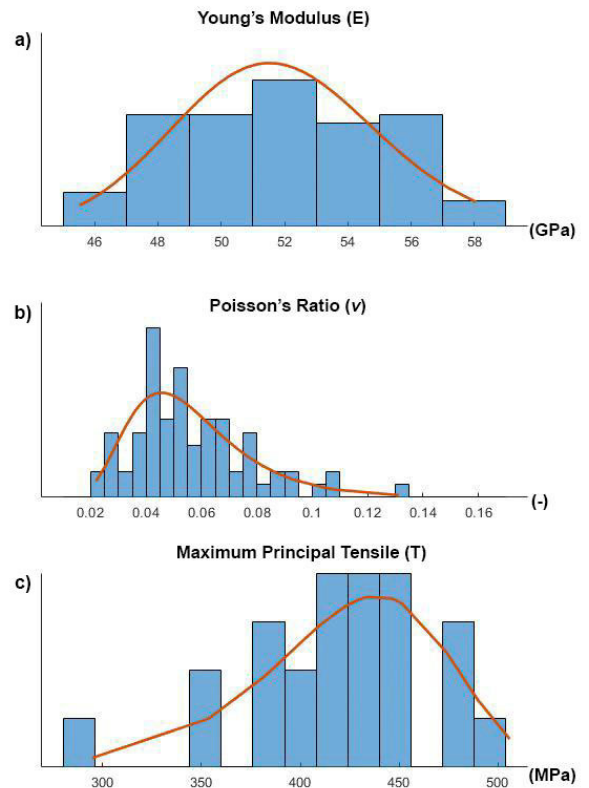 Young’s Modulus (E)
a)
46 48 50 52 54 56 58
(GPa)
Poisson’s Ratio (v)
b)
0.02 0.04 0.06 0.08 0.1 0.12 0.14 0.16
(-)
Maximum Principal Tensile (T)
c)
300 350 400 450 500
(MPa)